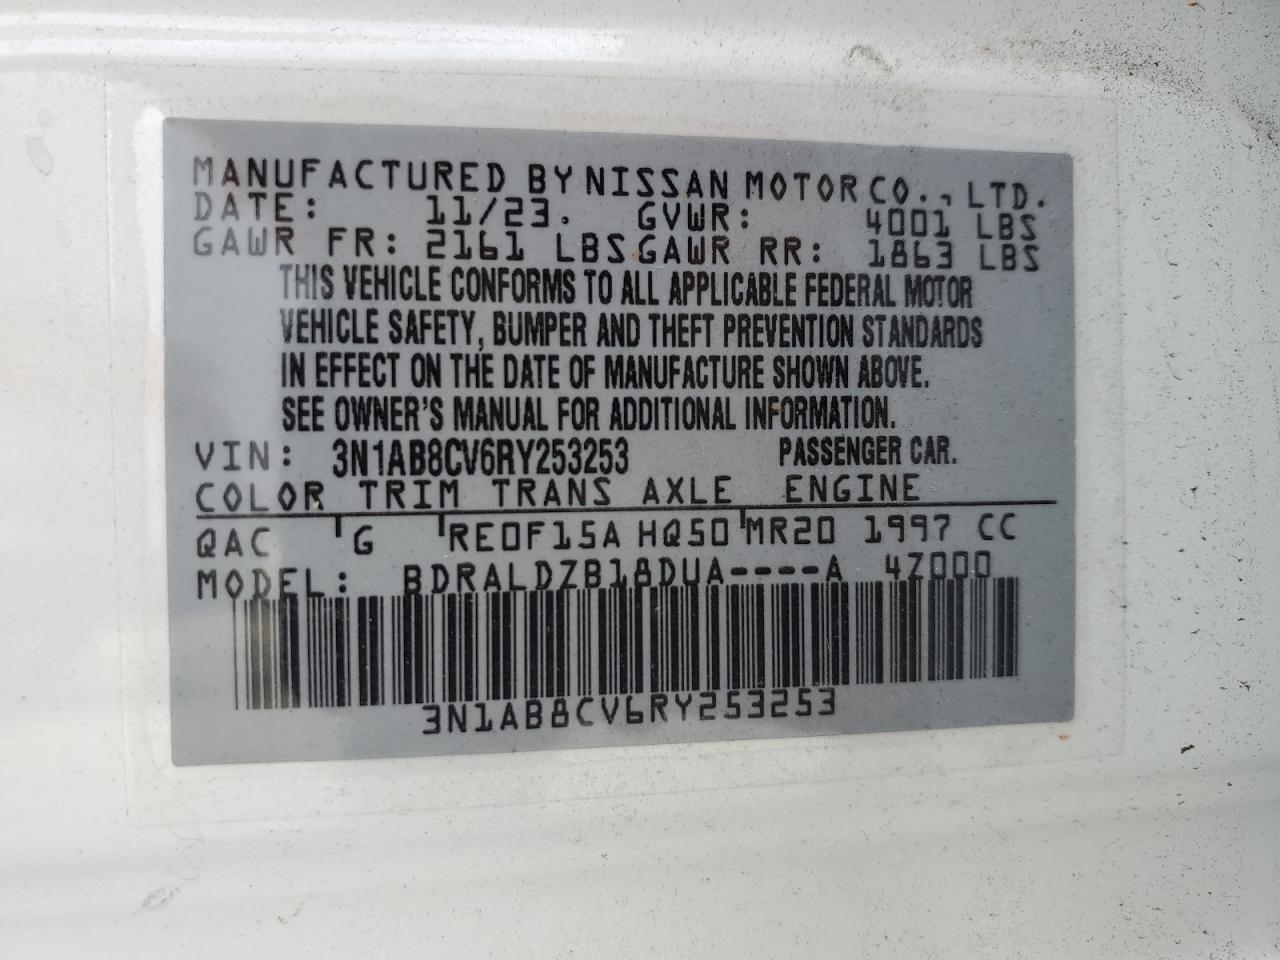 MANUFACTURED BY NISSAN MOTOR CO., LTD.
DATE: 11/23. GVWR: 4001 LBS
GAWR FR: 2161 LBS GAWR RR: 1863 LBS
THIS VEHICLE CONFORMS TO ALL APPLICABLE FEDERAL MOTOR
VEHICLE SAFETY, BUMPER AND THEFT PREVENTION STANDARDS
IN EFFECT ON THE DATE OF MANUFACTURE SHOWN ABOVE.
SEE OWNER'S MANUAL FOR ADDITIONAL INFORMATION.
VIN: 3N1AB8CV6RY253253 PASSENGER CAR.
COLOR TRIM TRANS AXLE ENGINE
QAC G RE0F15A HQ50 MR20 1997 CC
MODEL: BDRALDZB18DUA----A 4Z000
3N1AB8CV6RY253253